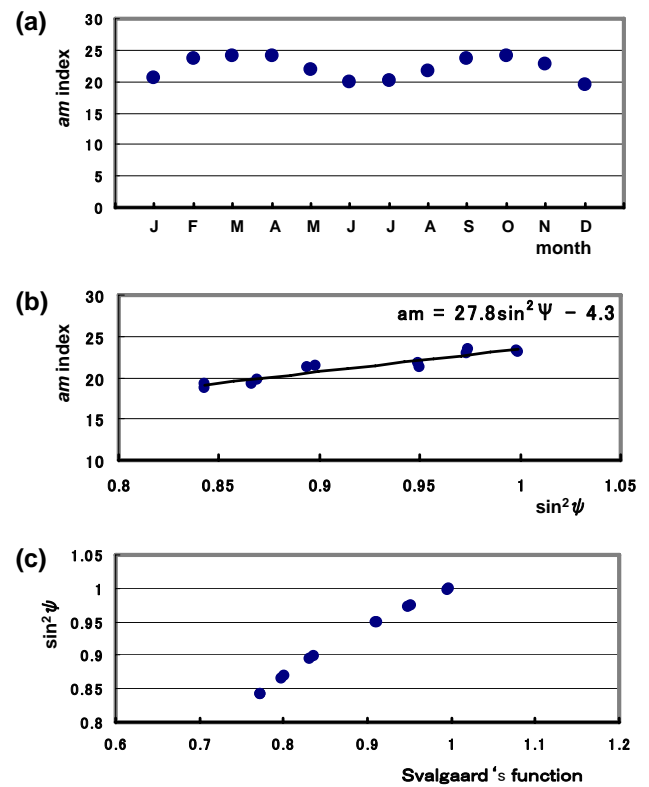 (a)
am index
30
25
20
15
10
5
0
J F M A M J J A S O N D
month
(b)
am index
30
25
20
15
10
am = 27.8sin² Ψ − 4.3
0.8 0.85 0.9 0.95 1 1.05
sin² ψ
(c)
sin² ψ
1.05
1
0.95
0.9
0.85
0.8
0.6 0.7 0.8 0.9 1 1.1 1.2
Svalgaard ‘s function